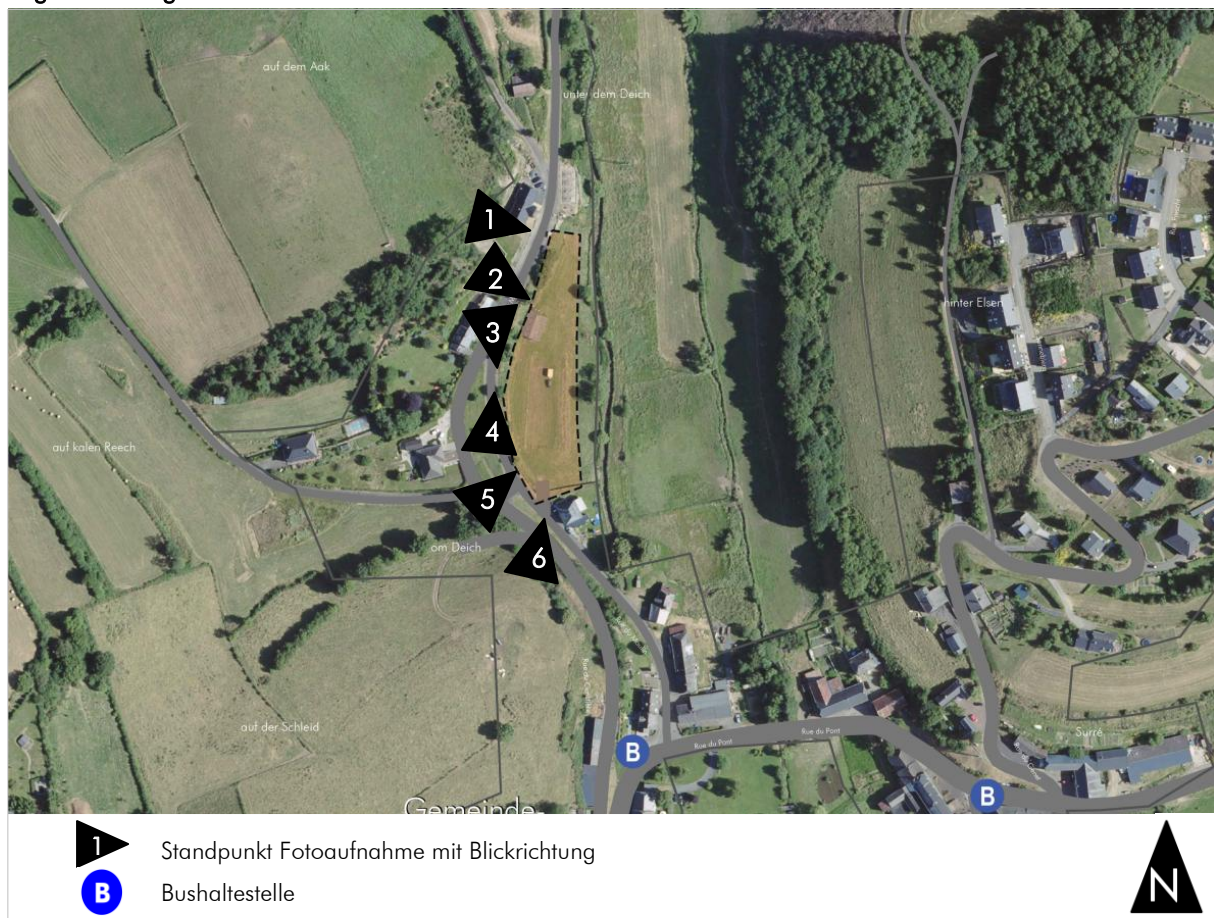 auf dem Aak
unter dem Deich
1
2
hinter Elsen
3
4
auf kalen Reech
5
om Deich
6
auf der Schleid
Rue du Pont
Rue du Pont
Surré
B
B
Gemeinde-
1 Standpunkt Fotoaufnahme mit Blickrichtung
B Bushaltestelle
N